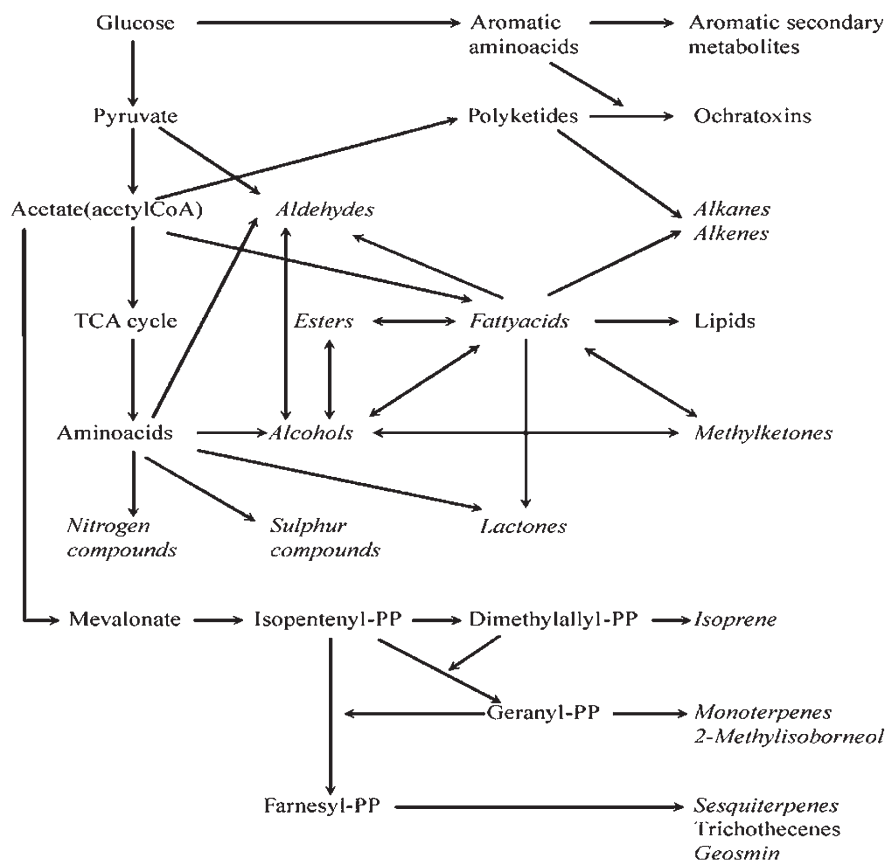 Glucose
Aromatic
aminoacids
Aromatic secondary
metabolites
Pyruvate
Polyketides
Ochratoxins
Acetate(acetylCoA)
Aldehydes
Alkanes
Alkenes
TCA cycle
Esters
Fattyacids
Lipids
Aminoacids
Alcohols
Methylketones
Nitrogen
compounds
Sulphur
compounds
Lactones
Mevalonate
Isopentenyl-PP
Dimethylallyl-PP
Isoprene
Geranyl-PP
Monoterpenes
2-Methylisoborneol
Farnesyl-PP
Sesquiterpenes
Trichothecenes
Geosmin